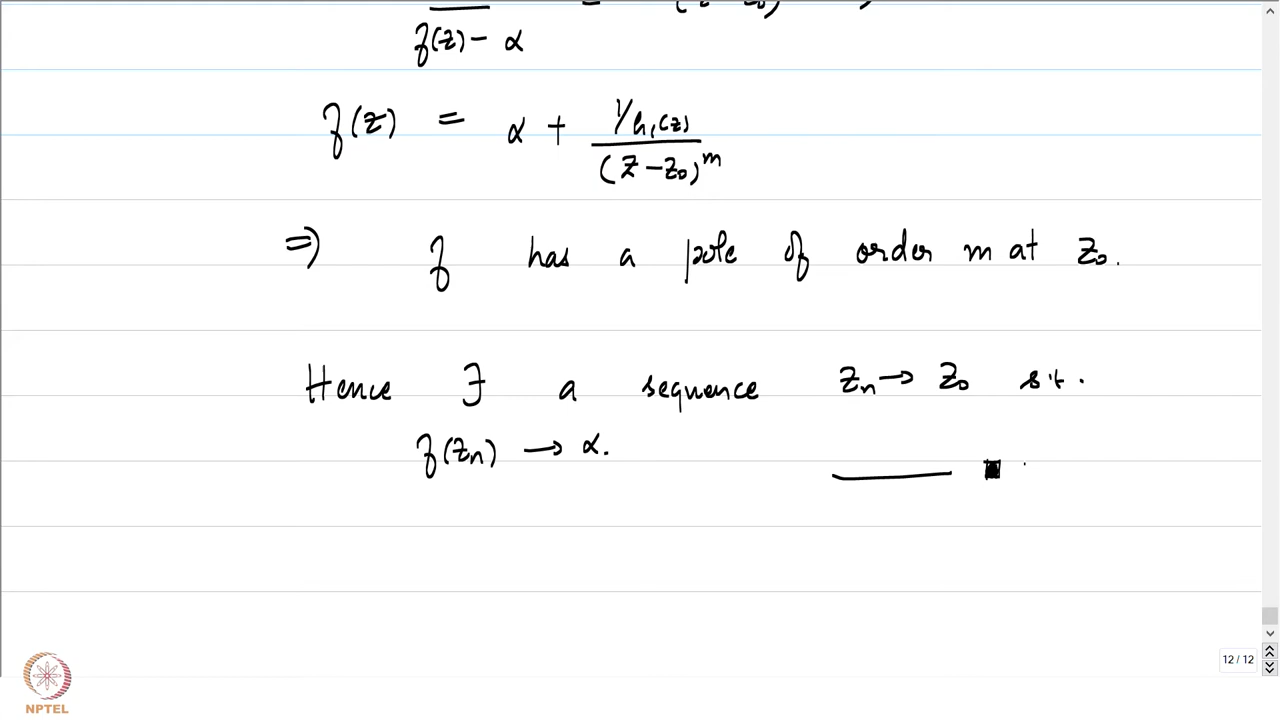 f(z) - α
f(z) = α + 1/h₁(z) / (z - z₀)^m
⇒ f has a pole of order m at z₀.
Hence ∃ a sequence zₙ → z₀ s.t.
f(zₙ) → α.
12 / 12
NPTEL